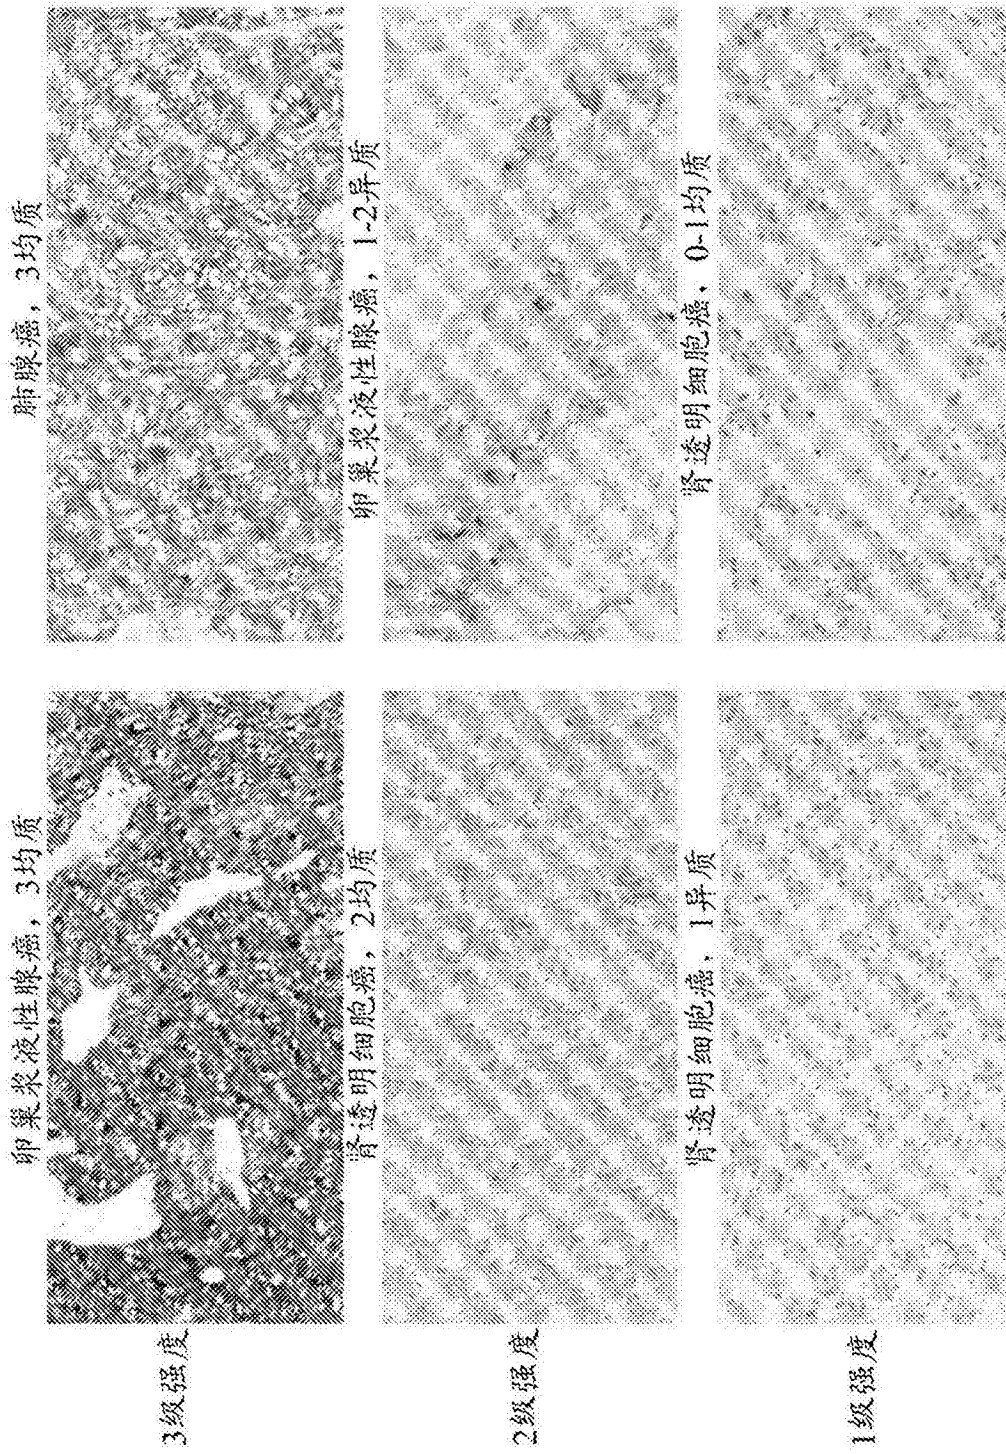 卵巢浆液性腺癌，3均质
肺腺癌，3均质
3级强度
肾透明细胞癌，2均质
卵巢浆液性腺癌，1-2异质
2级强度
肾透明细胞癌，1异质
肾透明细胞癌，0-1均质
1级强度